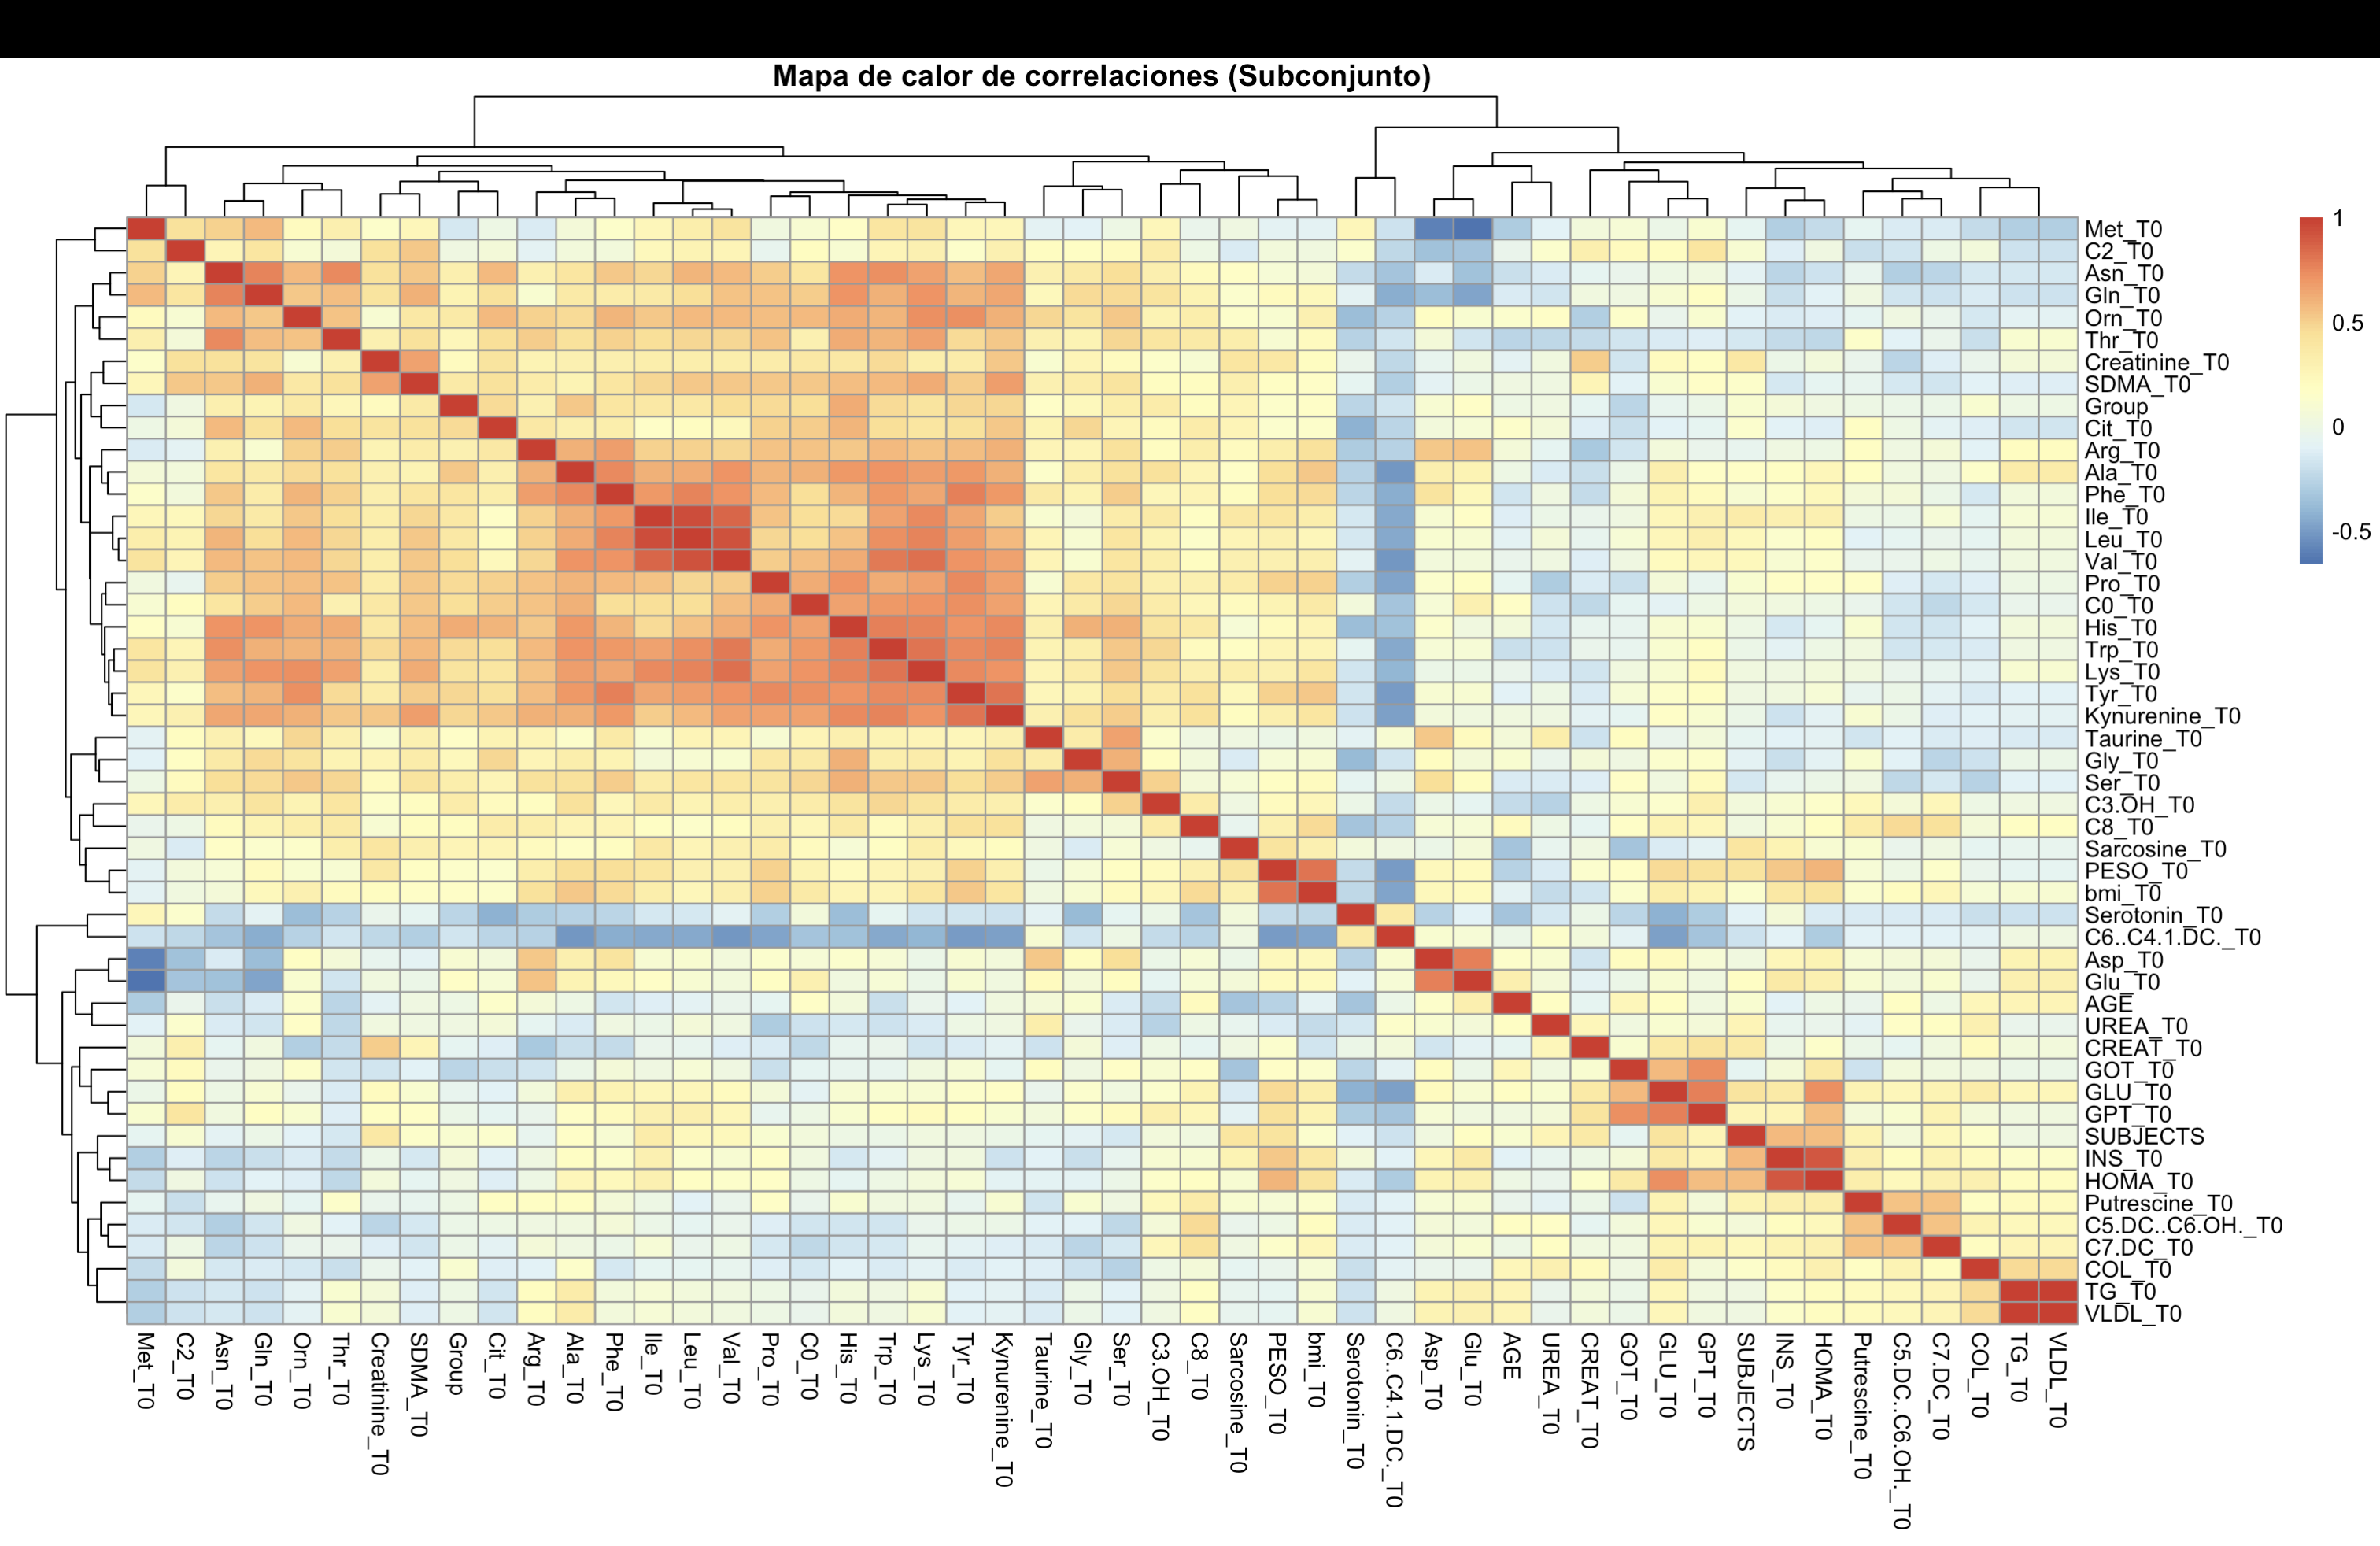 Mapa de calor de correlaciones (Subconjunto)
1
0.5
0
-0.5
Met_T0
C2_T0
Asn_T0
Gln_T0
Orn_T0
Thr_T0
Creatinine_T0
SDMA_T0
Group
Cit_T0
Arg_T0
Ala_T0
Phe_T0
Ile_T0
Leu_T0
Val_T0
Pro_T0
C0_T0
His_T0
Trp_T0
Lys_T0
Tyr_T0
Kynurenine_T0
Taurine_T0
Gly_T0
Ser_T0
C3.OH_T0
C8_T0
Sarcosine_T0
PESO_T0
bmi_T0
Serotonin_T0
C6..C4.1.DC._T0
Asp_T0
Glu_T0
AGE
UREA_T0
CREAT_T0
GOT_T0
GLU_T0
GPT_T0
SUBJECTS
INS_T0
HOMA_T0
Putrescine_T0
C5.DC..C6.OH._T0
C7.DC_T0
COL_T0
TG_T0
VLDL_T0
Met_T0
C2_T0
Asn_T0
Gln_T0
Orn_T0
Thr_T0
Creatinine_T0
SDMA_T0
Group
Cit_T0
Arg_T0
Ala_T0
Phe_T0
Ile_T0
Leu_T0
Val_T0
Pro_T0
C0_T0
His_T0
Trp_T0
Lys_T0
Tyr_T0
Kynurenine_T0
Taurine_T0
Gly_T0
Ser_T0
C3.OH_T0
C8_T0
Sarcosine_T0
PESO_T0
bmi_T0
Serotonin_T0
C6..C4.1.DC._T0
Asp_T0
Glu_T0
AGE
UREA_T0
CREAT_T0
GOT_T0
GLU_T0
GPT_T0
SUBJECTS
INS_T0
HOMA_T0
Putrescine_T0
C5.DC..C6.OH._T0
C7.DC_T0
COL_T0
TG_T0
VLDL_T0